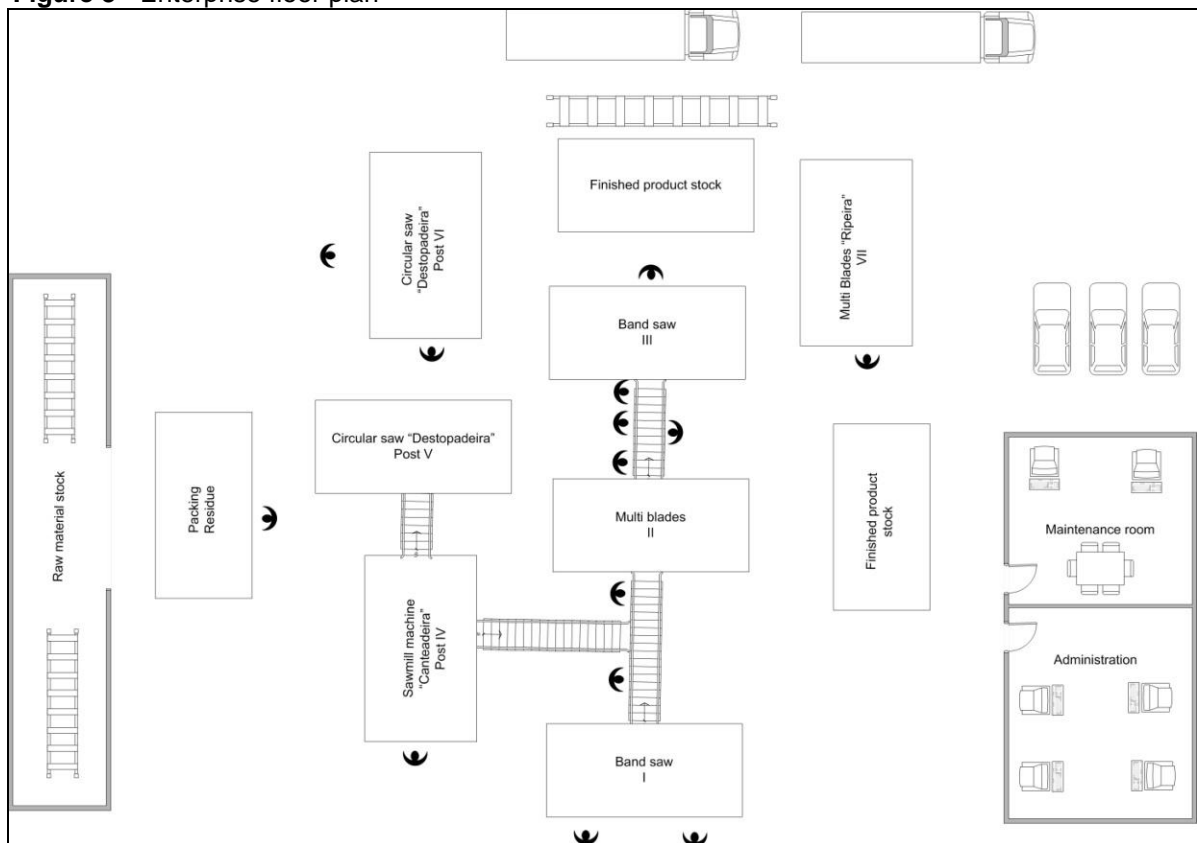 Figure 3 - Enterprise floor plan
Finished product stock
Circular saw
"Destopadeira"
Post VI
Multi Blades "Ripeira"
VII
Band saw
III
Circular saw "Destopadeira"
Post V
Raw material stock
Packing
Residue
Multi blades
II
Finished product
stock
Maintenance room
Sawmill machine
"Canteadeira"
Post IV
Administration
Band saw
I